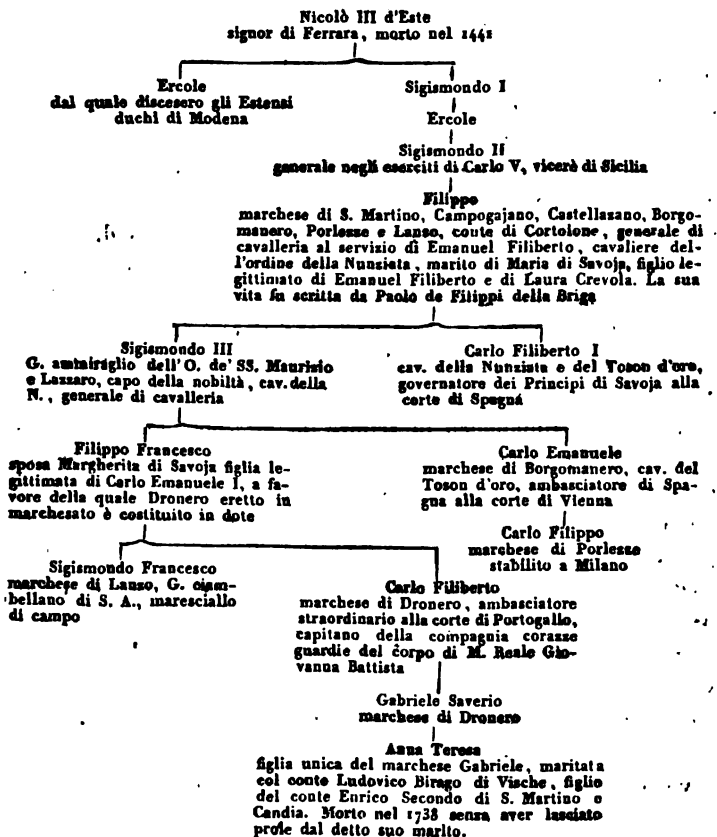 Nicolò III d'Este
signor di Ferrara, morto nel 1441
Ercole
dal quale discesero gli Estensi
duchi di Modena
Sigismondo I
Ercole
Sigismondo II
generale negli eserciti di Carlo V, vicerè di Sicilia
Filippo
marchese di S. Martino, Campogajano, Castellazano, Borgo-
manero, Porlezze e Lanso, conte di Cortolone, generale di
cavalleria al servizio di Emanuel Filiberto, cavaliere del-
l'ordine della Nunziata, marito di Maria di Savoja, figlio le-
gittimato di Emanuel Filiberto e di Laura Crevola. La sua
vita fu scritta da Paolo de Filippi della Briga
Sigismondo III
G. ammiraglio dell'O. de' SS. Maurizio
e Lazzaro, capo della nobiltà, cav. della
N., generale di cavalleria
Carlo Filiberto I
cav. della Nunziata e del Toson d'oro,
governatore dei Principi di Savoja alla
corte di Spagna
Filippo Francesco
sposa Margherita di Savoja figlia le-
gittimata di Carlo Emanuele I, a fa-
vore della quale Dronero eretto in
marchesato è costituito in dote
Carlo Emanuele
marchese di Borgomanero, cav. del
Toson d'oro, ambasciatore di Spa-
gna alla corte di Vienna
Carlo Filippo
marchese di Porlezze
stabilito a Milano
Sigismondo Francesco
marchese di Lanzo, G. ciam-
bellano di S. A., maresciallo
di campo
Carlo Filiberto
marchese di Dronero, ambasciatore
straordinario alla corte di Portogallo,
capitano della compagnia corazze
guardie del corpo di M. Reale Gio-
vanna Battista
Gabriele Saverio
marchese di Dronero
Anna Teresa
figlia unica del marchese Gabriele, maritata
col conte Ludovico Birago di Vische, figlio
del conte Enrico Secondo di S. Martino e
Candia. Morto nel 1738 senza aver lasciato
prole dal detto suo marito.